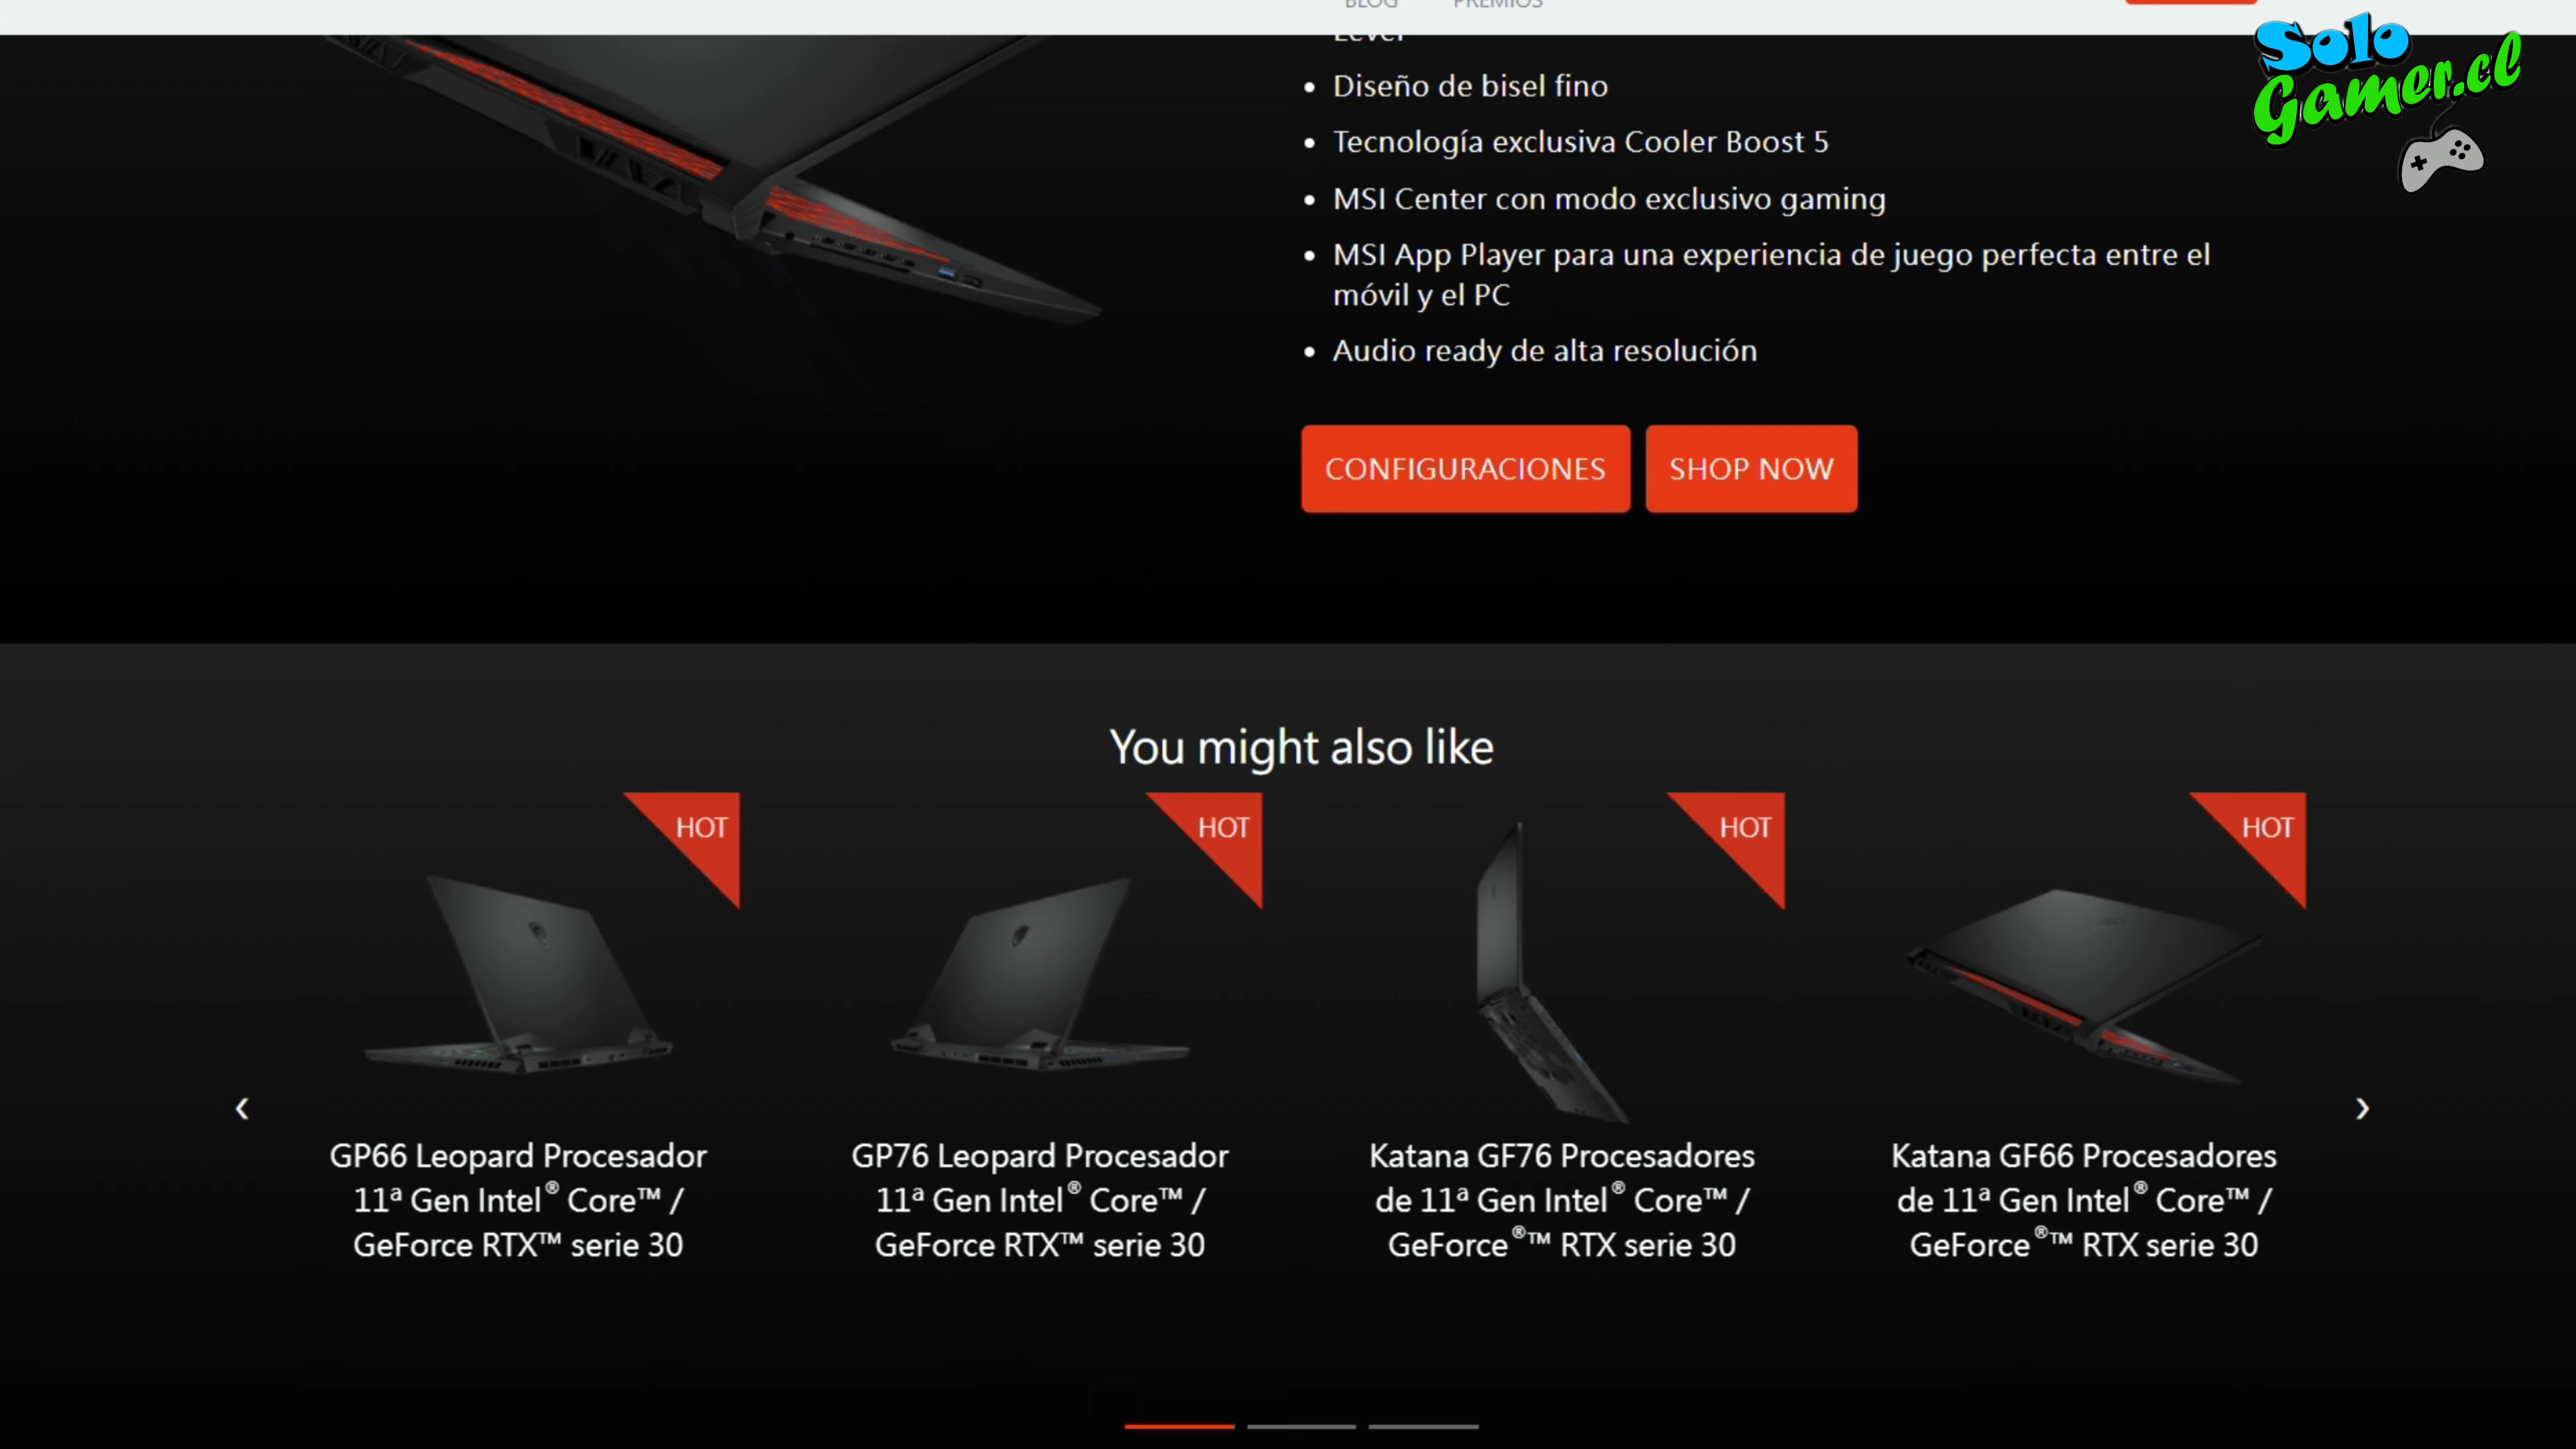 BLOG PREMIOS
Solo
Gamer.cl
Diseño de bisel fino
Tecnología exclusiva Cooler Boost 5
MSI Center con modo exclusivo gaming
MSI App Player para una experiencia de juego perfecta entre el
móvil y el PC
Audio ready de alta resolución
CONFIGURACIONES SHOP NOW
You might also like
HOT HOT HOT HOT
GP66 Leopard Procesador
11ª Gen Intel® Core™ /
GeForce RTX™ serie 30
GP76 Leopard Procesador
11ª Gen Intel® Core™ /
GeForce RTX™ serie 30
Katana GF76 Procesadores
de 11ª Gen Intel® Core™ /
GeForce®™ RTX serie 30
Katana GF66 Procesadores
de 11ª Gen Intel® Core™ /
GeForce®™ RTX serie 30